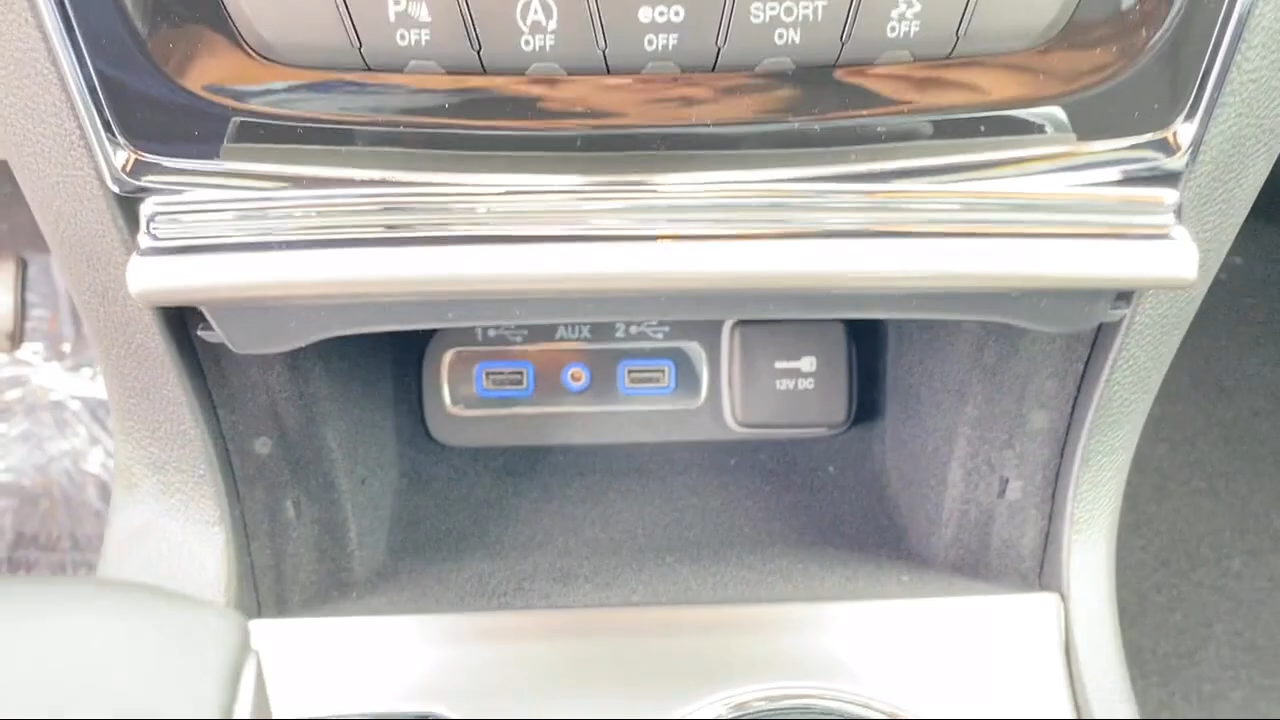 P OFF
A OFF
eco OFF
SPORT ON
OFF
1 AUX 2
12V DC